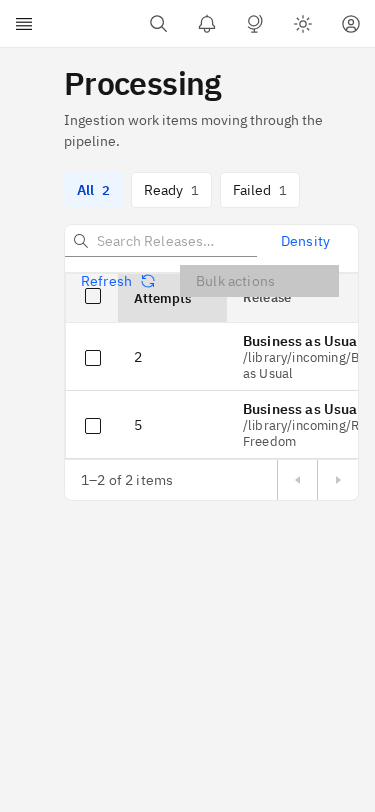 Processing
Ingestion work items moving through the
pipeline.
All 2
Ready 1
Failed 1
Search Releases...
Density
Refresh
Bulk actions
Attempts
Release
2
Business as Usua
/library/incoming/B
as Usual
5
Business as Usua
/library/incoming/R
Freedom
1–2 of 2 items